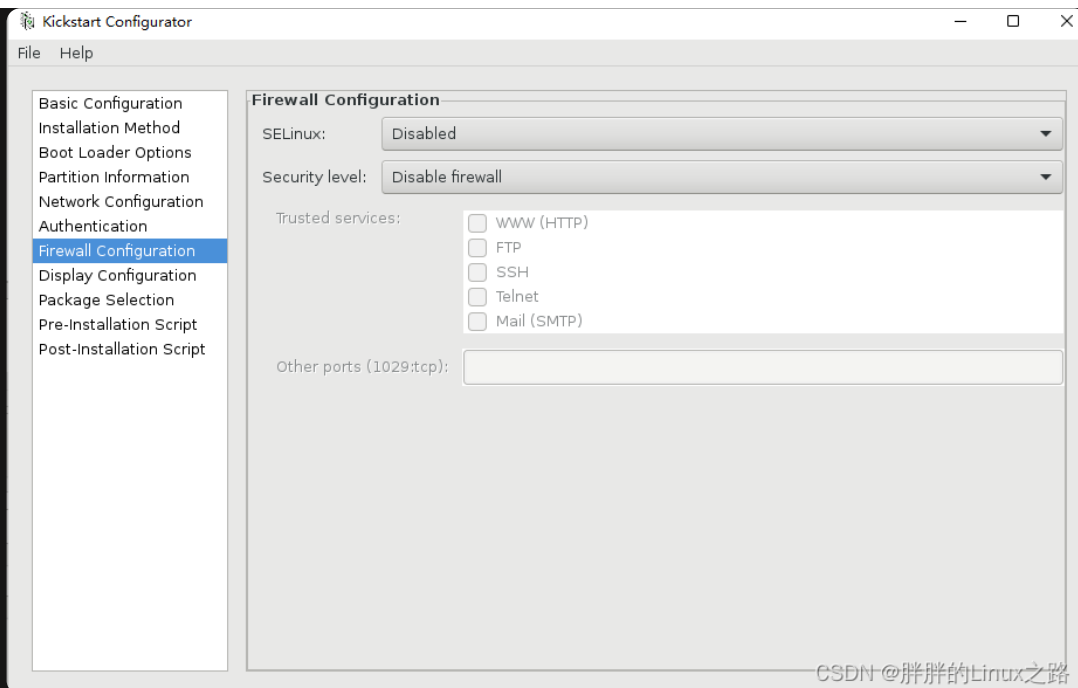 Kickstart Configurator
File Help
Basic Configuration
Installation Method
Boot Loader Options
Partition Information
Network Configuration
Authentication
Firewall Configuration
Display Configuration
Package Selection
Pre-Installation Script
Post-Installation Script
Firewall Configuration
SELinux: Disabled
Security level: Disable firewall
Trusted services: WWW (HTTP)
FTP
SSH
Telnet
Mail (SMTP)
Other ports (1029:tcp):
CSDN @胖胖的Linux之路